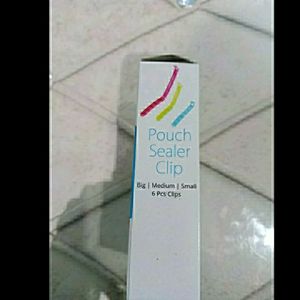 Pouch
Sealer
Clip
Big | Medium | Small
6 Pcs Clips